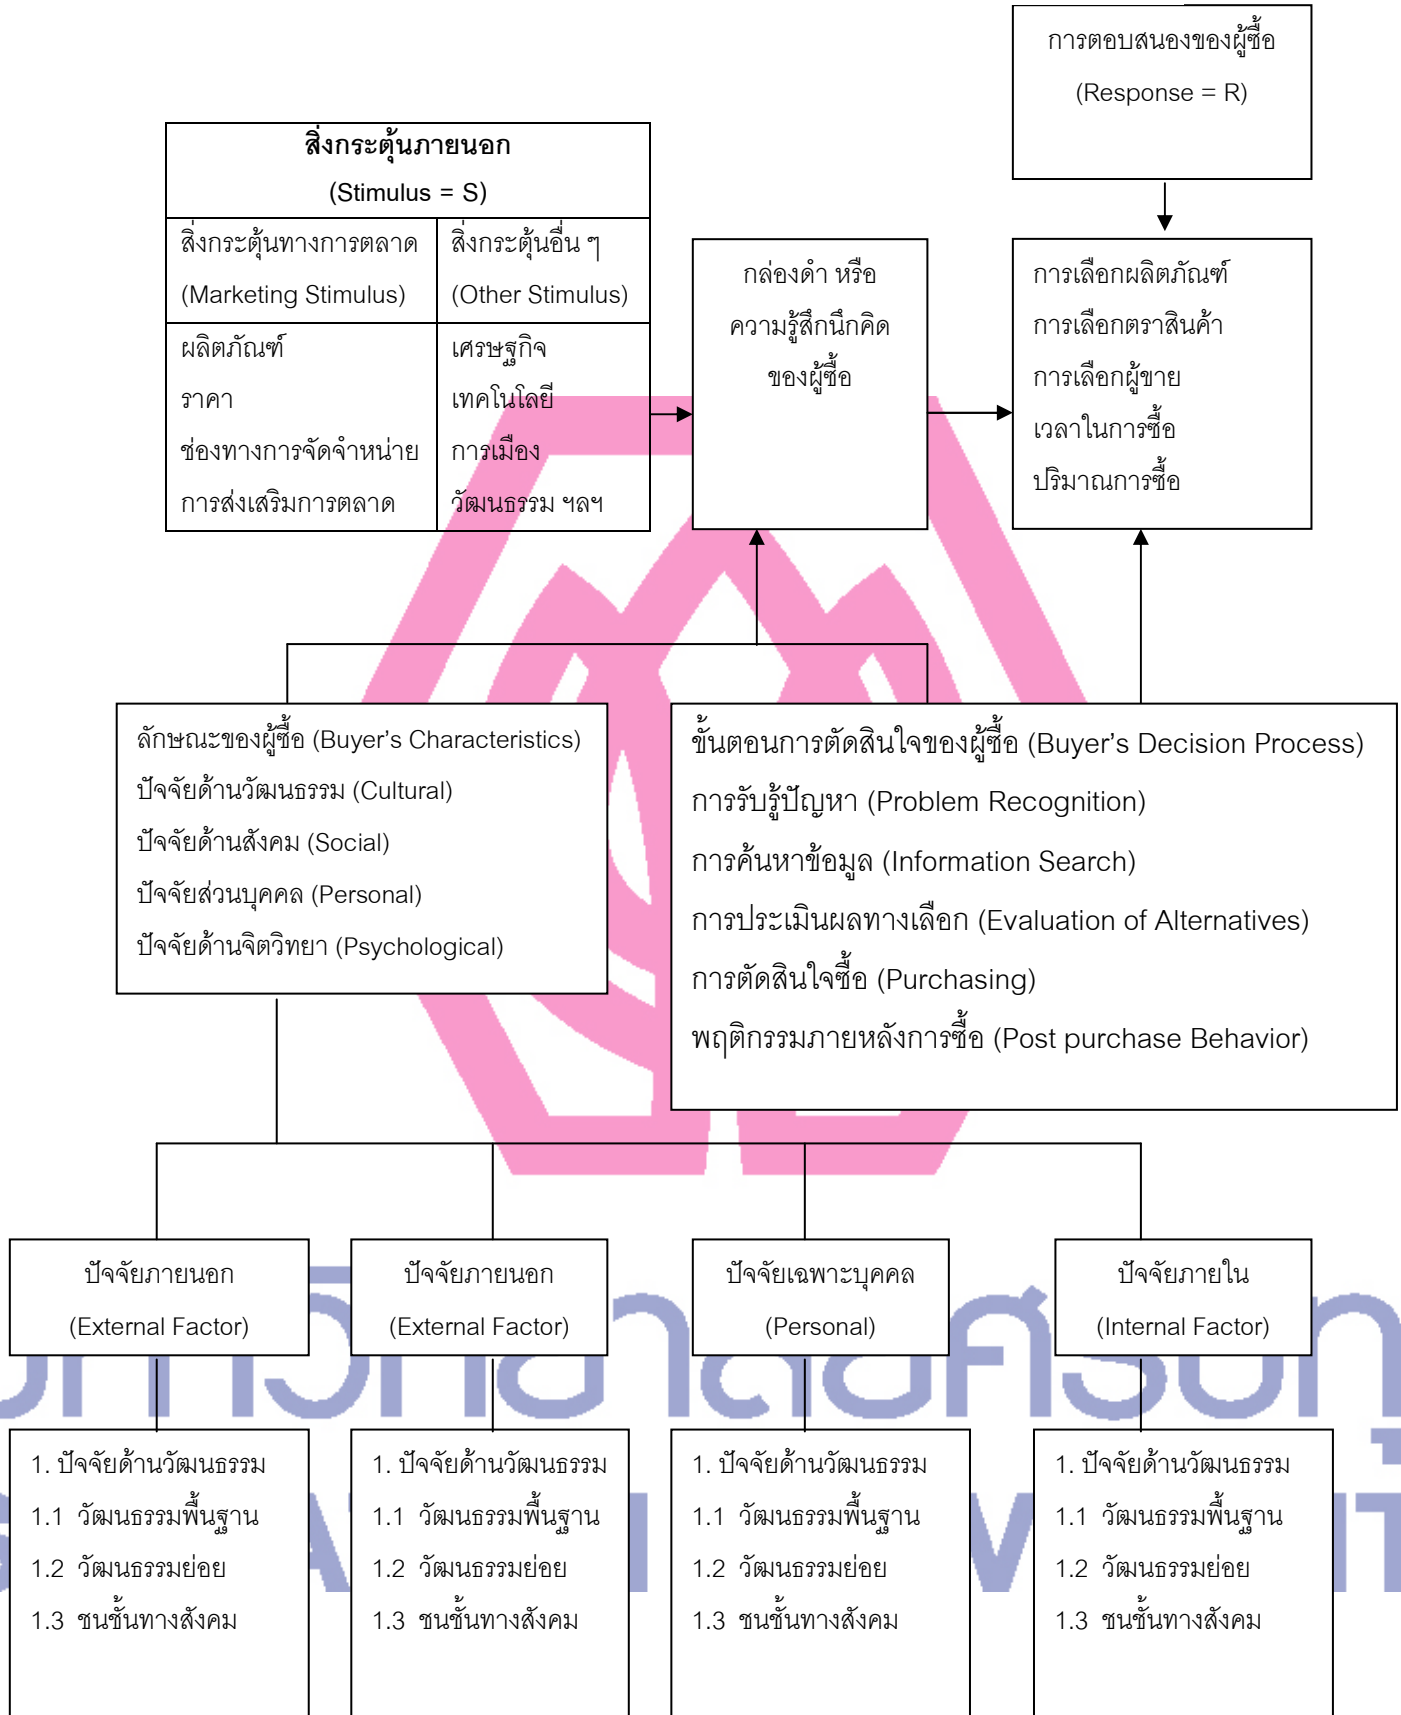 การตอบสนองของผู้ซื้อ
(Response = R)
สิ่งกระตุ้นภายนอก
(Stimulus = S)
สิ่งกระตุ้นทางการตลาด
(Marketing Stimulus)
สิ่งกระตุ้นอื่น ๆ
(Other Stimulus)
ผลิตภัณฑ์
ราคา
ช่องทางการจัดจำหน่าย
การส่งเสริมการตลาด
เศรษฐกิจ
เทคโนโลยี
การเมือง
วัฒนธรรม ฯลฯ
กล่องดำ หรือ
ความรู้สึกนึกคิด
ของผู้ซื้อ
การเลือกผลิตภัณฑ์
การเลือกตราสินค้า
การเลือกผู้ขาย
เวลาในการซื้อ
ปริมาณการซื้อ
ลักษณะของผู้ซื้อ (Buyer's Characteristics)
ปัจจัยด้านวัฒนธรรม (Cultural)
ปัจจัยด้านสังคม (Social)
ปัจจัยส่วนบุคคล (Personal)
ปัจจัยด้านจิตวิทยา (Psychological)
ขั้นตอนการตัดสินใจของผู้ซื้อ (Buyer's Decision Process)
การรับรู้ปัญหา (Problem Recognition)
การค้นหาข้อมูล (Information Search)
การประเมินผลทางเลือก (Evaluation of Alternatives)
การตัดสินใจซื้อ (Purchasing)
พฤติกรรมภายหลังการซื้อ (Post purchase Behavior)
ปัจจัยภายนอก
(External Factor)
ปัจจัยภายนอก
(External Factor)
ปัจจัยเฉพาะบุคคล
(Personal)
ปัจจัยภายใน
(Internal Factor)
1. ปัจจัยด้านวัฒนธรรม
1.1 วัฒนธรรมพื้นฐาน
1.2 วัฒนธรรมย่อย
1.3 ชนชั้นทางสังคม
1. ปัจจัยด้านวัฒนธรรม
1.1 วัฒนธรรมพื้นฐาน
1.2 วัฒนธรรมย่อย
1.3 ชนชั้นทางสังคม
1. ปัจจัยด้านวัฒนธรรม
1.1 วัฒนธรรมพื้นฐาน
1.2 วัฒนธรรมย่อย
1.3 ชนชั้นทางสังคม
1. ปัจจัยด้านวัฒนธรรม
1.1 วัฒนธรรมพื้นฐาน
1.2 วัฒนธรรมย่อย
1.3 ชนชั้นทางสังคม